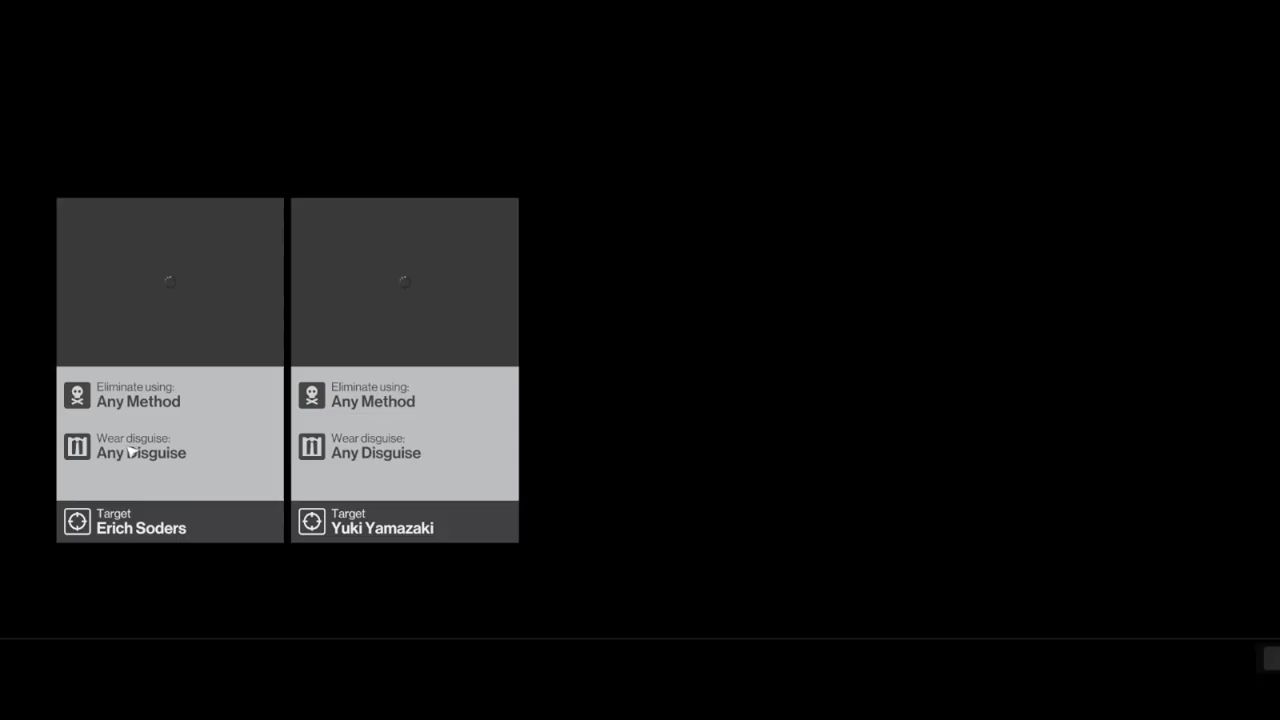 Eliminate using:
Any Method
Wear disguise:
Any Disguise
Target
Erich Soders
Eliminate using:
Any Method
Wear disguise:
Any Disguise
Target
Yuki Yamazaki